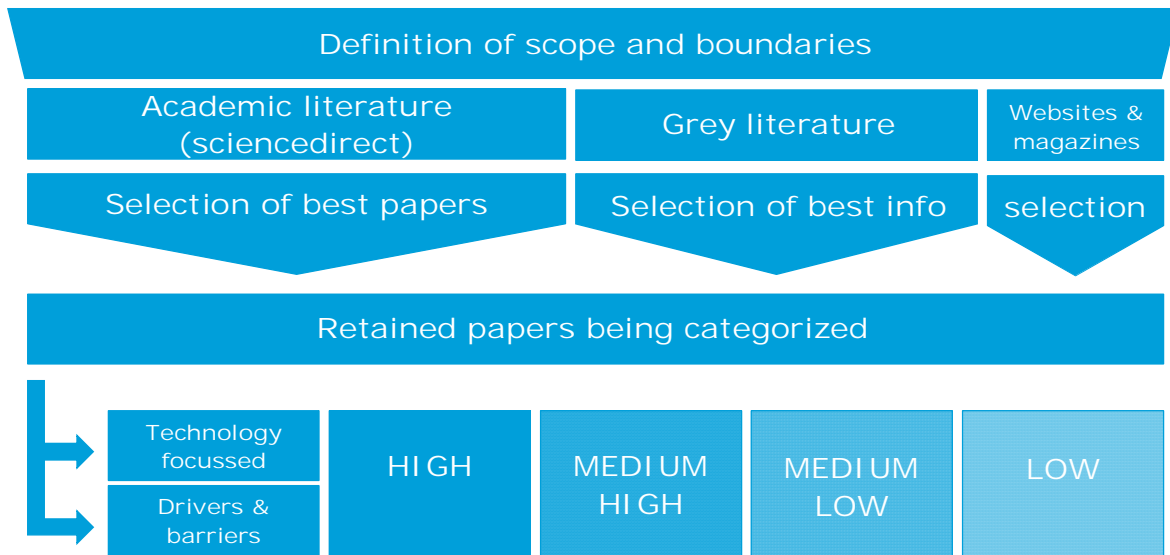 Definition of scope and boundaries
Academic literature
(sciencedirect)
Grey literature
Websites &
magazines
Selection of best papers
Selection of best info
selection
Retained papers being categorized
Technology
focussed
Drivers &
barriers
HIGH
MEDIUM
HIGH
MEDIUM
LOW
LOW